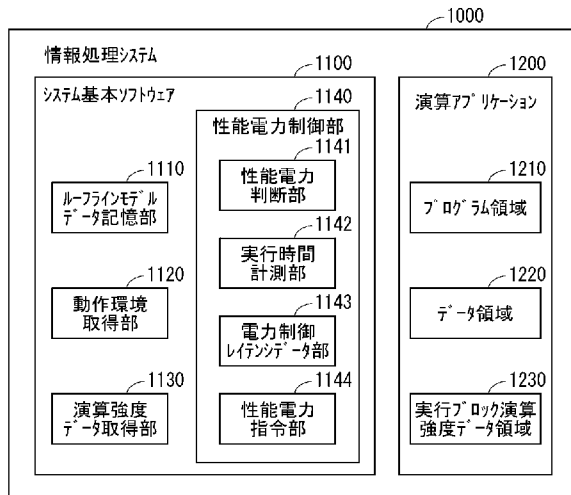 1000
情報処理システム
1100
システム基本ソフトウェア
1110
ルーフラインモデル
データ記憶部
1120
動作環境
取得部
1130
演算強度
データ取得部
1140
性能電力制御部
1141
性能電力
判断部
1142
実行時間
計測部
1143
電力制御
レイテンシデータ部
1144
性能電力
指令部
1200
演算アプリケーション
1210
プログラム領域
1220
データ領域
1230
実行ブロック演算
強度データ領域